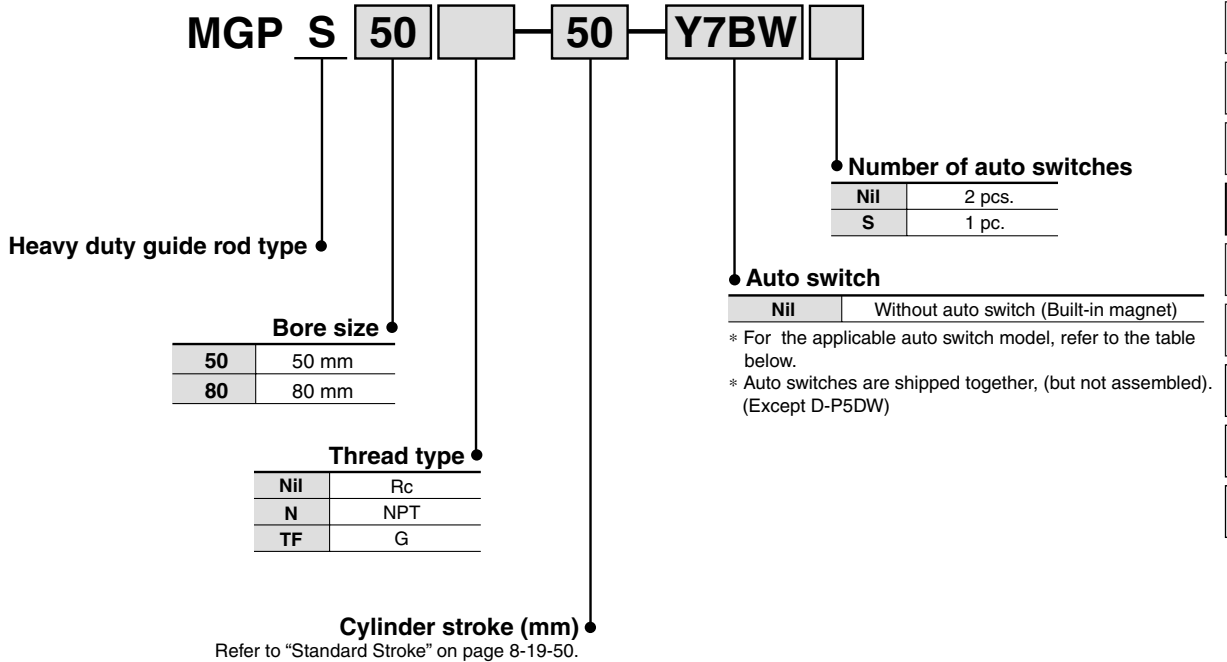 MGP S 50 50 Y7BW
Number of auto switches
Nil 2 pcs.
S 1 pc.
Heavy duty guide rod type
Auto switch
Nil Without auto switch (Built-in magnet)
* For the applicable auto switch model, refer to the table
below.
* Auto switches are shipped together, (but not assembled).
(Except D-P5DW)
Bore size
50 50 mm
80 80 mm
Thread type
Nil Rc
N NPT
TF G
Cylinder stroke (mm)
Refer to “Standard Stroke” on page 8-19-50.